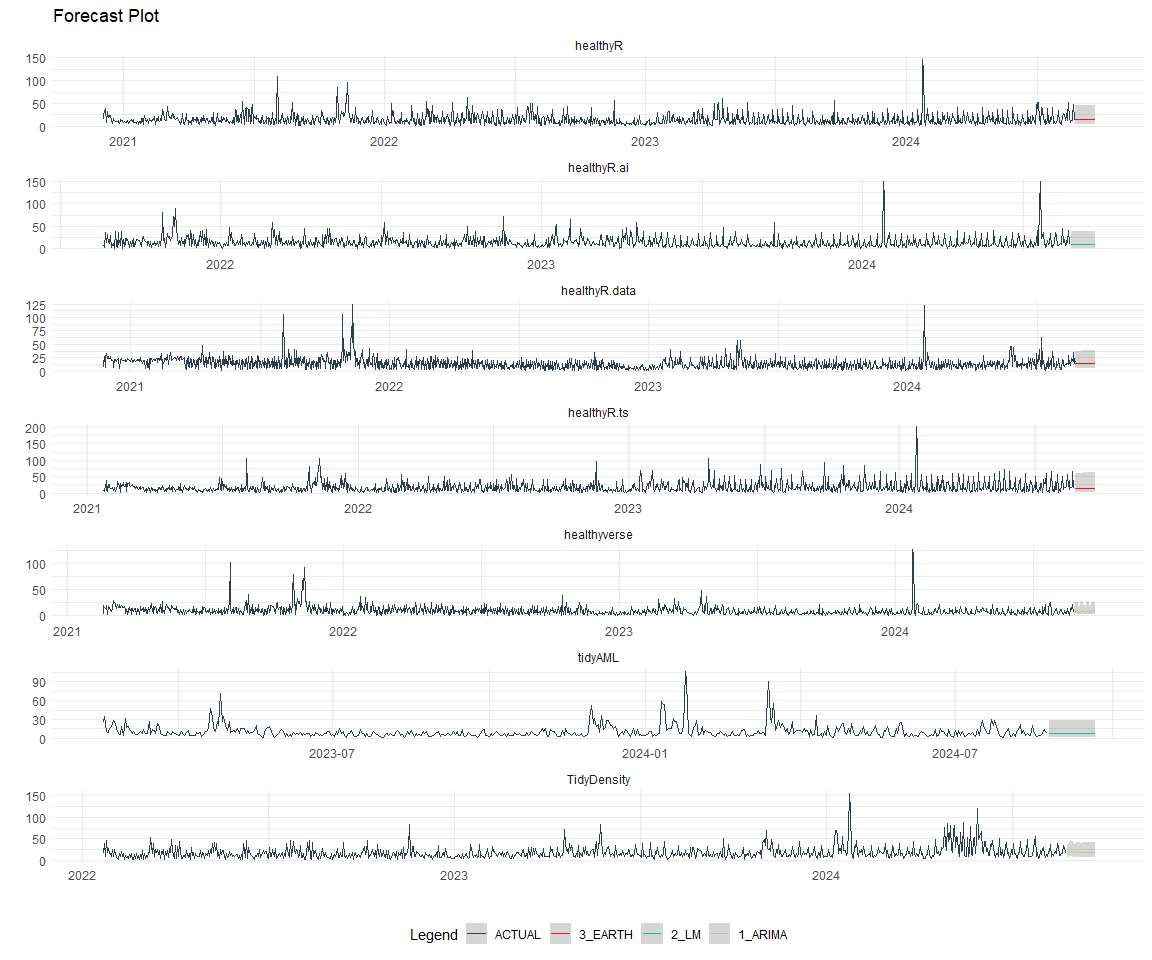 Forecast Plot
healthyR
150
100
50
0
2021 2022 2023 2024
healthyR.ai
150
100
50
0
2022 2023 2024
healthyR.data
125
100
75
50
25
0
2021 2022 2023 2024
healthyR.ts
200
150
100
50
0
2021 2022 2023 2024
healthyverse
100
50
0
2021 2022 2023 2024
tidyAML
90
60
30
0
2023-07 2024-01 2024-07
TidyDensity
150
100
50
0
2022 2023 2024
Legend ACTUAL 3_EARTH 2_LM 1_ARIMA